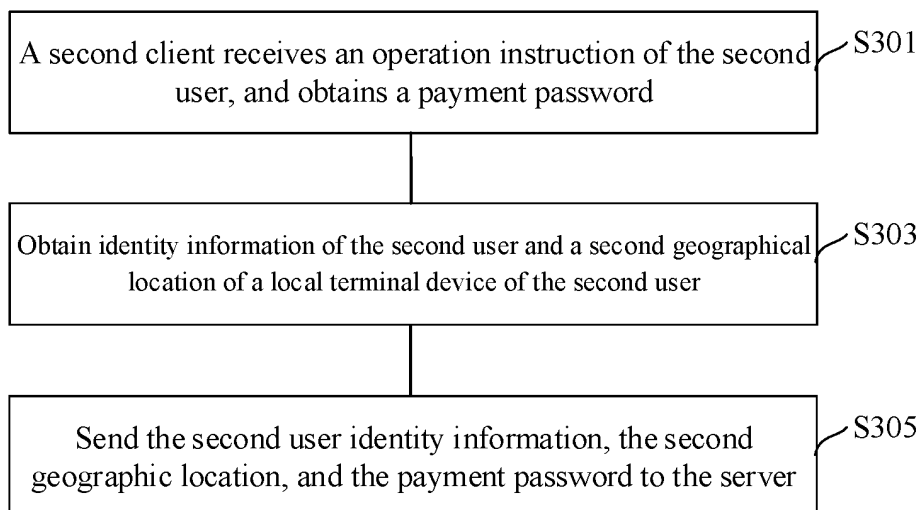 A second client receives an operation instruction of the second
user, and obtains a payment password
S301
Obtain identity information of the second user and a second geographical
location of a local terminal device of the second user
S303
Send the second user identity information, the second
geographic location, and the payment password to the server
S305